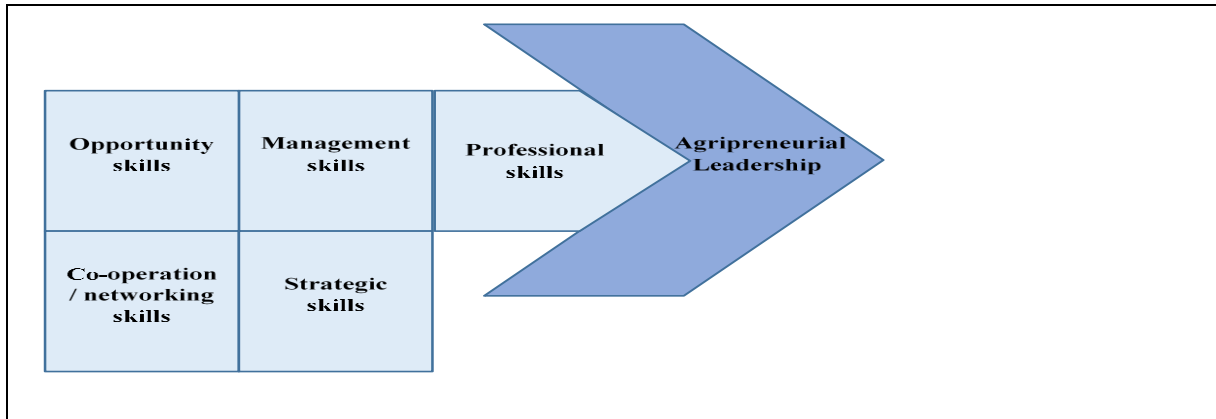 Opportunity
skills
Management
skills
Professional
skills
Agripreneurial
Leadership
Co-operation
/ networking
skills
Strategic
skills